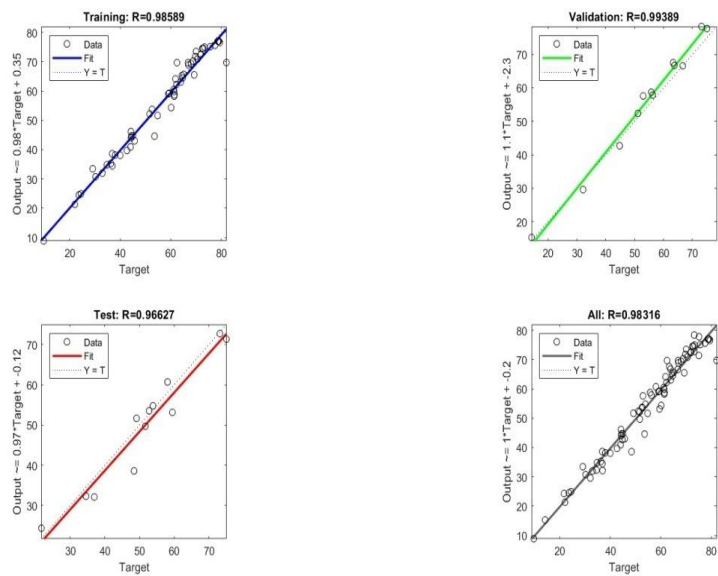 Training: R=0.98589
Output ~= 0.98*Target + 0.35
80
70
60
50
40
30
20
10
Data
Fit
Y = T
20 40 60 80
Target
Validation: R=0.99389
Output ~= 1.1*Target + -2.3
70
60
50
40
30
20
Data
Fit
Y = T
20 30 40 50 60 70
Target
Test: R=0.96627
Output ~= 0.97*Target + -0.12
70
60
50
40
30
Data
Fit
Y = T
30 40 50 60 70
Target
All: R=0.98316
Output ~= 1*Target + -0.2
80
70
60
50
40
30
20
10
Data
Fit
Y = T
20 40 60 80
Target